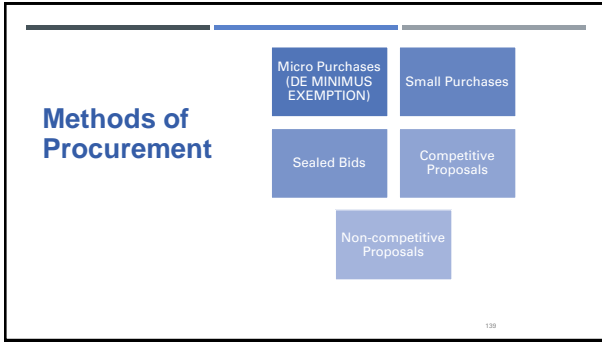 Methods of
Procurement
Micro Purchases
(DE MINIMUS
EXEMPTION)
Small Purchases
Sealed Bids
Competitive
Proposals
Non-competitive
Proposals
139